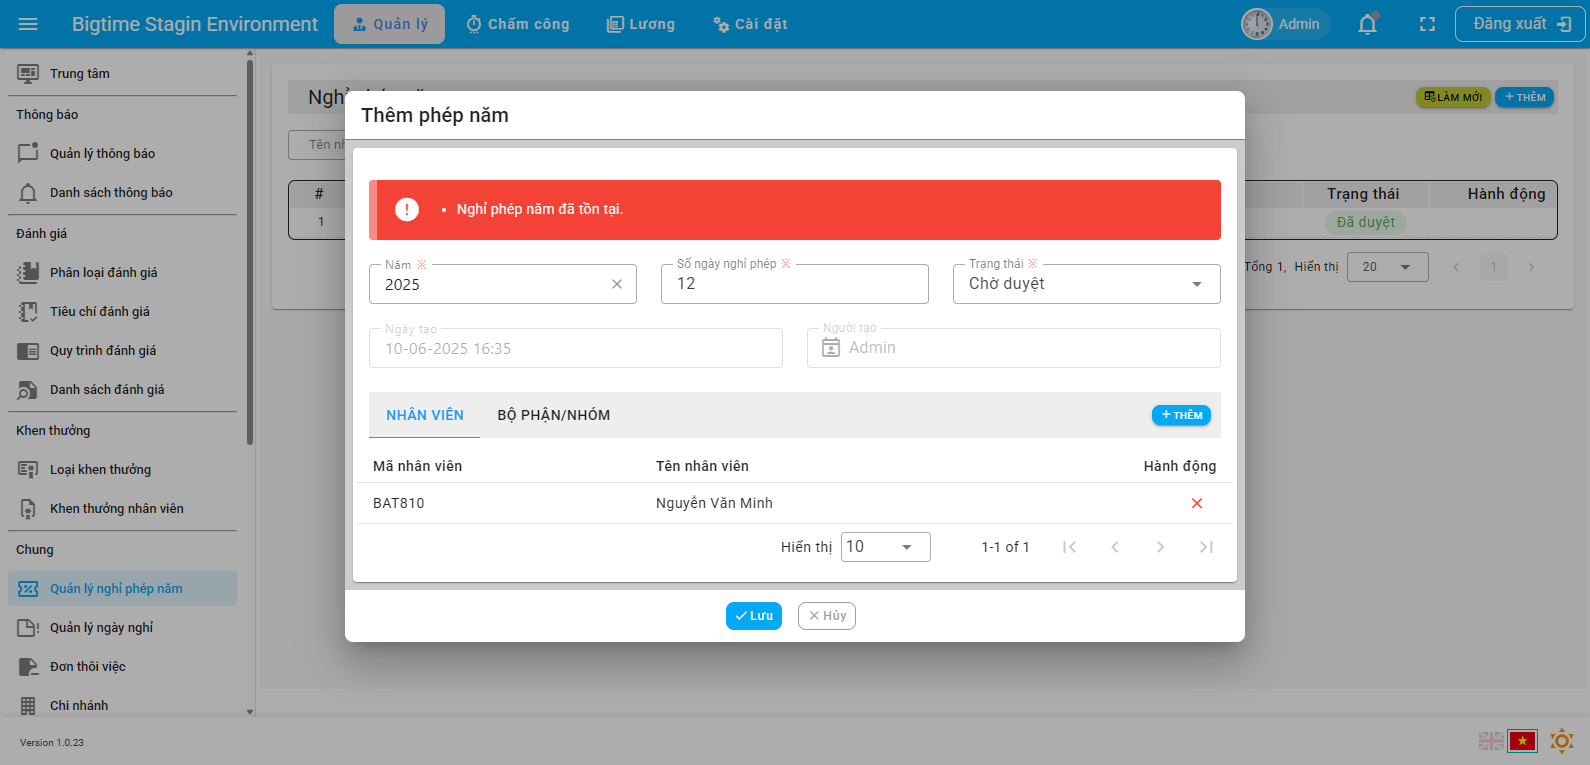 Bigtime Stagin Environment
Quản lý
Chấm công
Lương
Cài đặt
Admin
Đăng xuất
Trung tâm
Thông báo
Quản lý thông báo
Danh sách thông báo
Đánh giá
Phân loại đánh giá
Tiêu chí đánh giá
Quy trình đánh giá
Danh sách đánh giá
Khen thưởng
Loại khen thưởng
Khen thưởng nhân viên
Chung
Quản lý nghỉ phép năm
Quản lý ngày nghỉ
Đơn thôi việc
Chi nhánh
Version 1.0.23
LÀM MỚI
THÊM
Tên
#
Trạng thái
Hành động
1
Đã duyệt
Tổng 1, Hiển thị
20
1
Thêm phép năm
• Nghỉ phép năm đã tồn tại.
Năm ※
2025
Số ngày nghỉ phép ※
12
Trạng thái ※
Chờ duyệt
Ngày tạo
10-06-2025 16:35
Người tạo
Admin
NHÂN VIÊN
BỘ PHẬN/NHÓM
THÊM
Mã nhân viên
Tên nhân viên
Hành động
BAT810
Nguyễn Văn Minh
Hiển thị
10
1-1 of 1
Lưu
Hủy